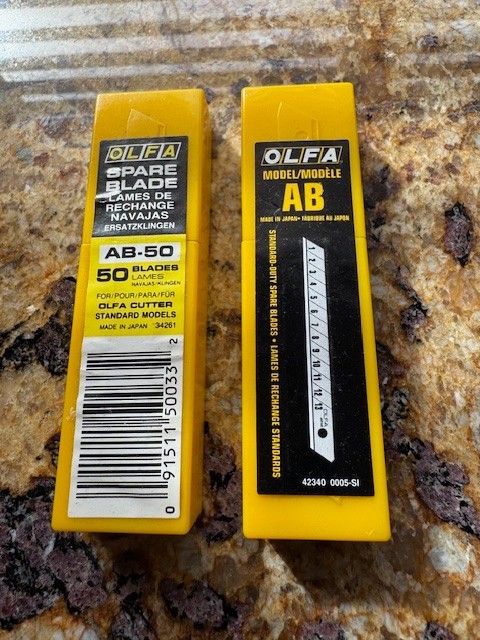 OLFA
SPARE
BLADE
LAMES DE
RECHANGE
NAVAJAS
ERSATZKLINGEN
AB-50
50 BLADES
LAMES
NAVAJAS/KLINGEN
FOR/POUR/PARA/FÜR
OLFA CUTTER
STANDARD MODELS
MADE IN JAPAN 34261
0 91511 50033 2
OLFA
MODEL/MODÈLE
AB
MADE IN JAPAN • FABRIQUÉ AU JAPON
STANDARD-DUTY SPARE BLADES • LAMES DE RECHANGE STANDARDS
1 2 3 4 5 6 7 8 9 10 11 12 13
OLFA
42340 0005-SI